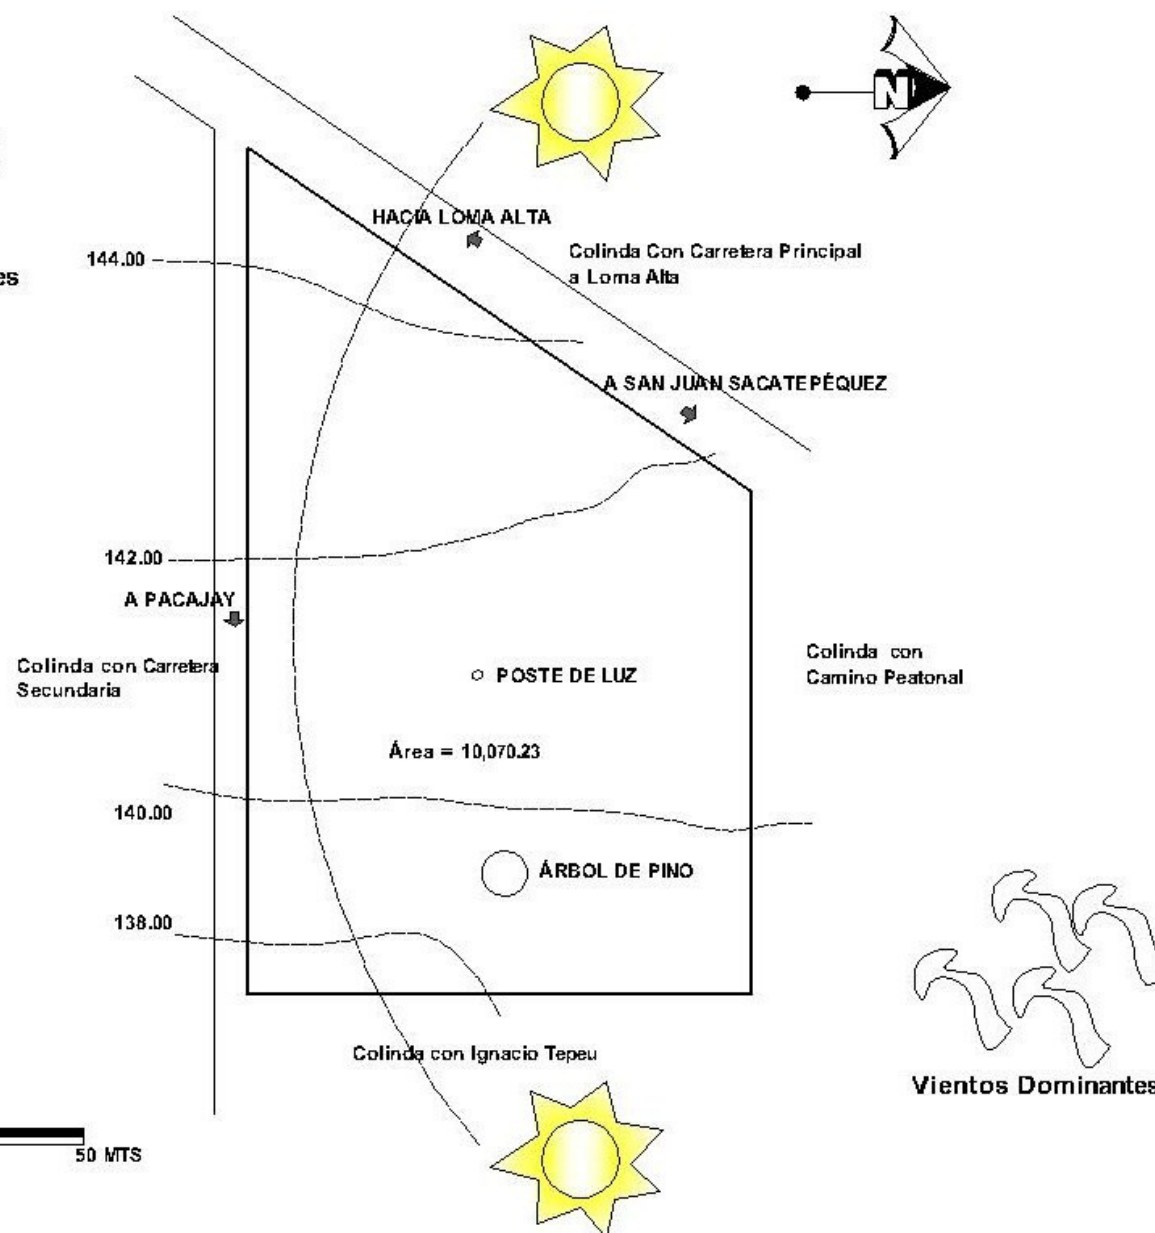 N
HACIA LOMA ALTA
Colinda Con Carretera Principal
a Loma Alta
144.00
A SAN JUAN SACATEPÉQUEZ
142.00
A PACAJAY
Colinda con Carretera
Secundaria
POSTE DE LUZ
Colinda con
Camino Peatonal
Área = 10,070.23
140.00
ÁRBOL DE PINO
138.00
Colinda con Ignacio Tepeu
Vientos Dominantes
50 MTS